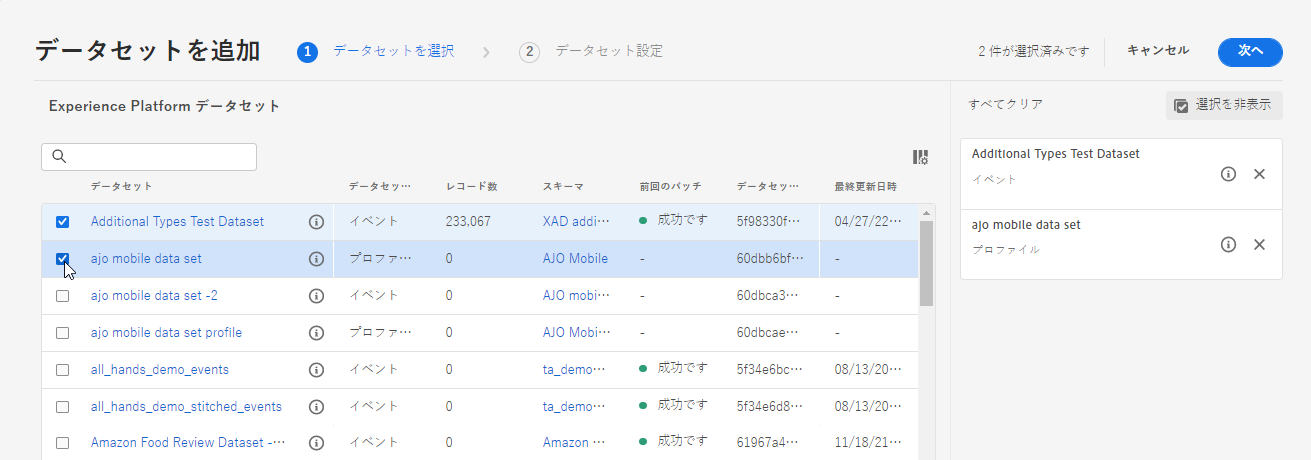 データセットを追加 1 データセットを選択 2 データセット設定 2 件が選択済みです キャンセル 次へ
Experience Platform データセット
すべてクリア 選択を非表示
データセット データセッ… レコード数 スキーマ 前回のバッチ データセッ… 最終更新日時
Additional Types Test Dataset イベント 233.067 XAD addi… 成功です 5f98330f… 04/27/22…
ajo mobile data set プロファ… 0 AJO Mobile - 60dbb6bf… -
ajo mobile data set -2 イベント 0 AJO mobi… - 60dbca3… -
ajo mobile data set profile プロファ… 0 AJO Mobi… - 60dbcae… -
all_hands_demo_events イベント 0 ta_demo… 成功です 5f34e6bc… 08/13/20…
all_hands_demo_stitched_events イベント 0 ta_demo… 成功です 5f34e6d8… 08/13/20…
Amazon Food Review Dataset -… イベント 0 Amazon … 成功です 61967a4… 11/18/21…
Additional Types Test Dataset
イベント
ajo mobile data set
プロファイル